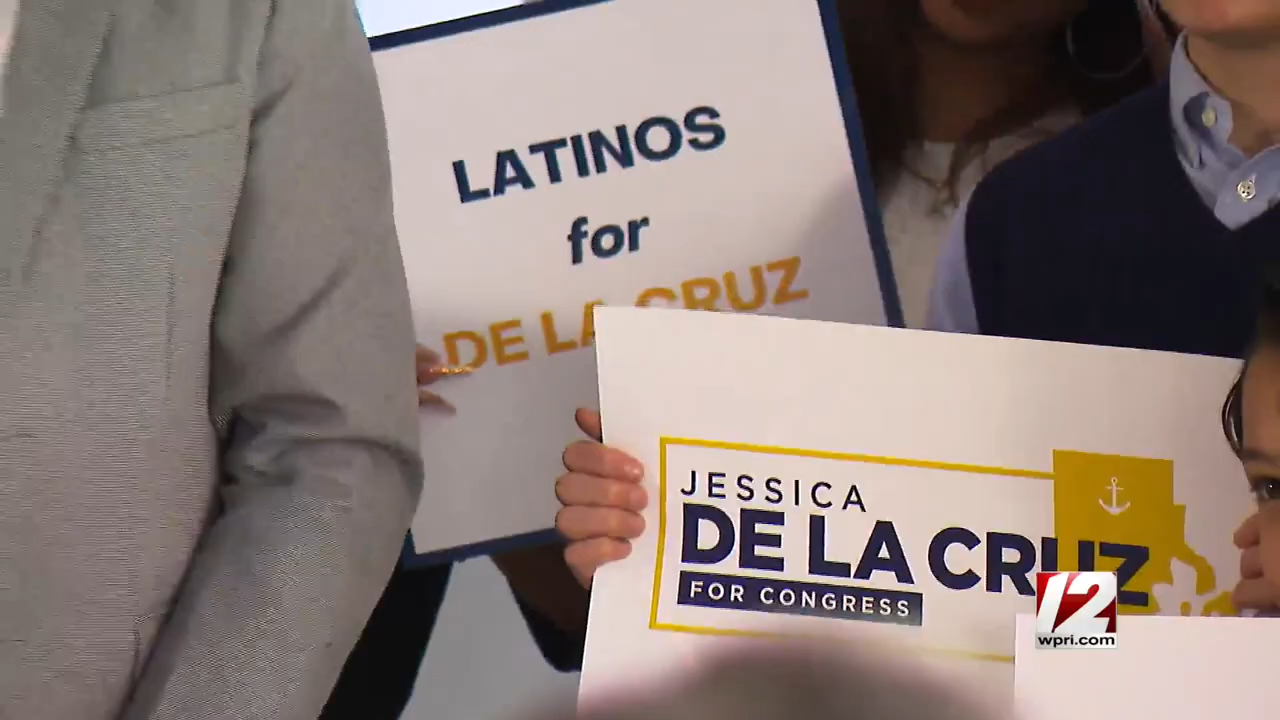 LATINOS
for
DE LA CRUZ
JESSICA
DE LA CRUZ
FOR CONGRESS
12
wpri.com